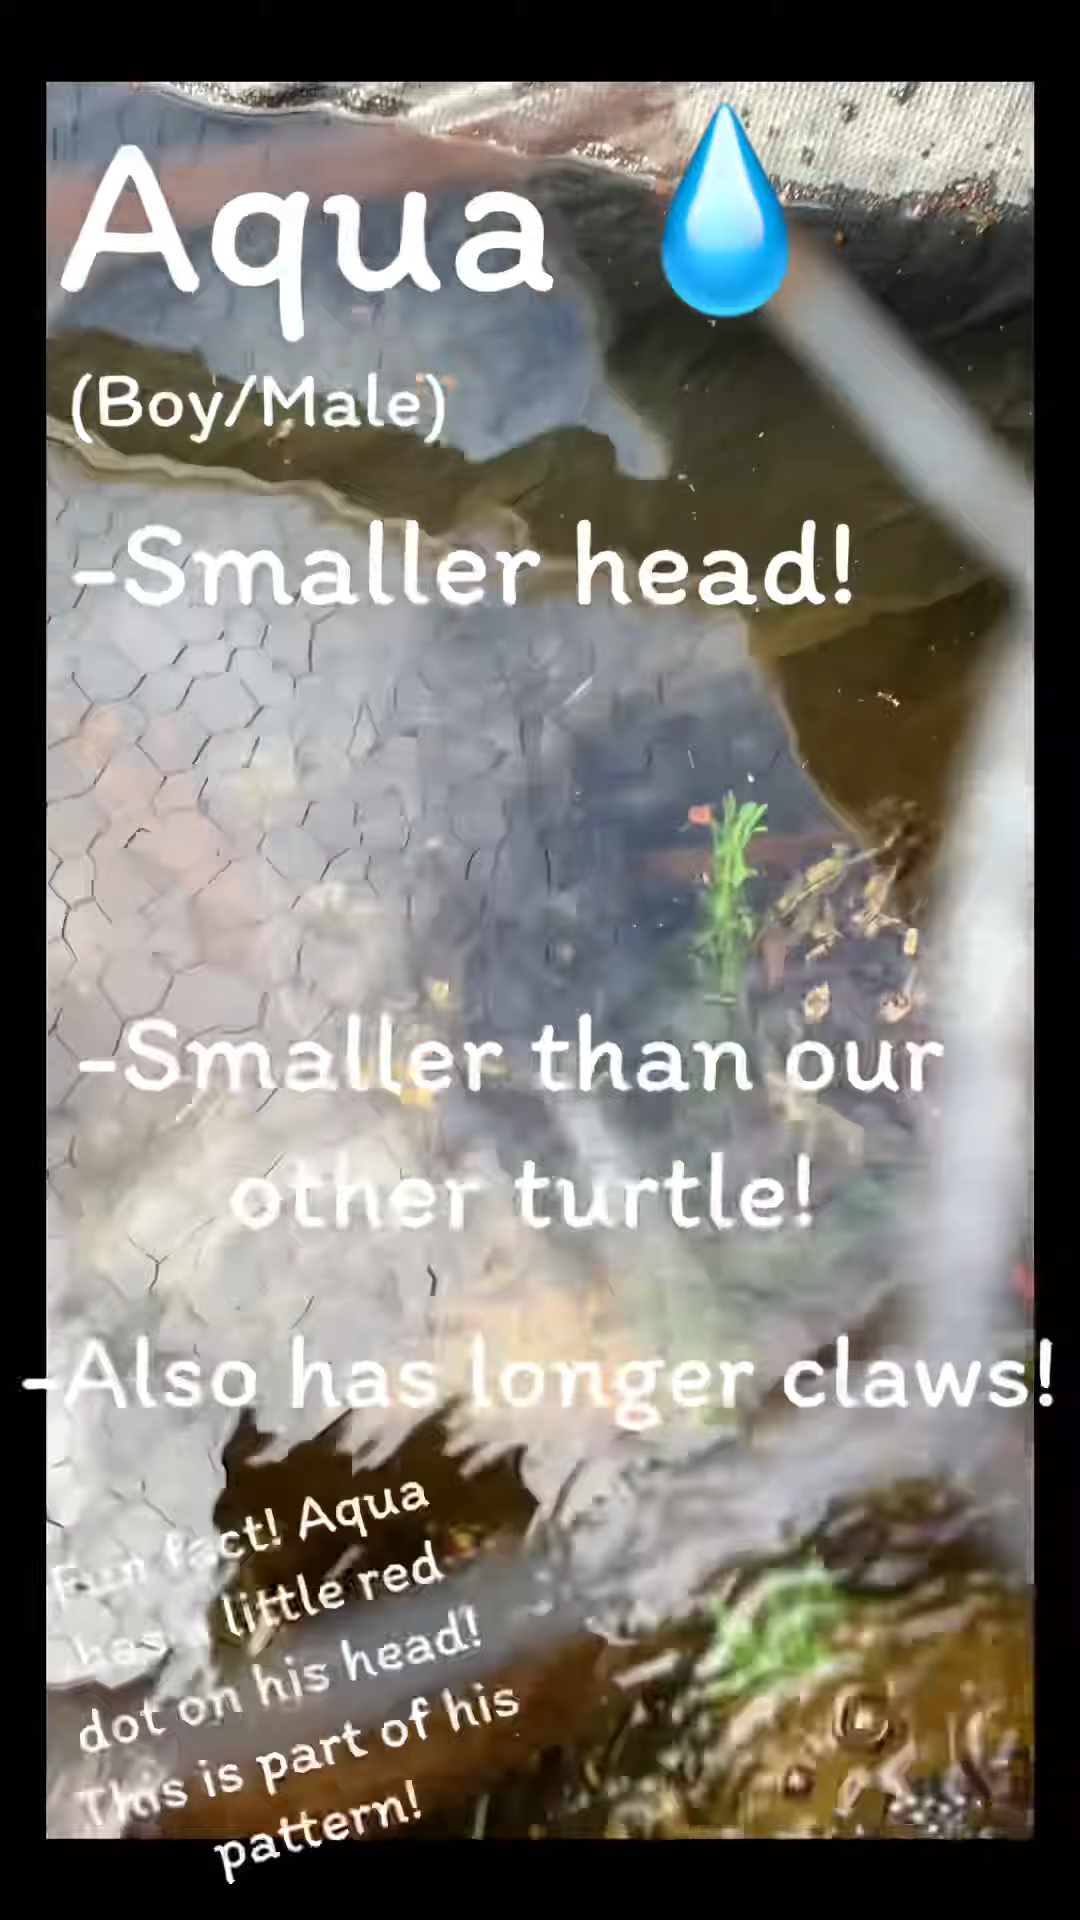 Aqua 💧
(Boy/Male)
-Smaller head!
-Smaller than our
other turtle!
-Also has longer claws!
Fun fact! Aqua
has a little red
dot on his head!
This is part of his
pattern!